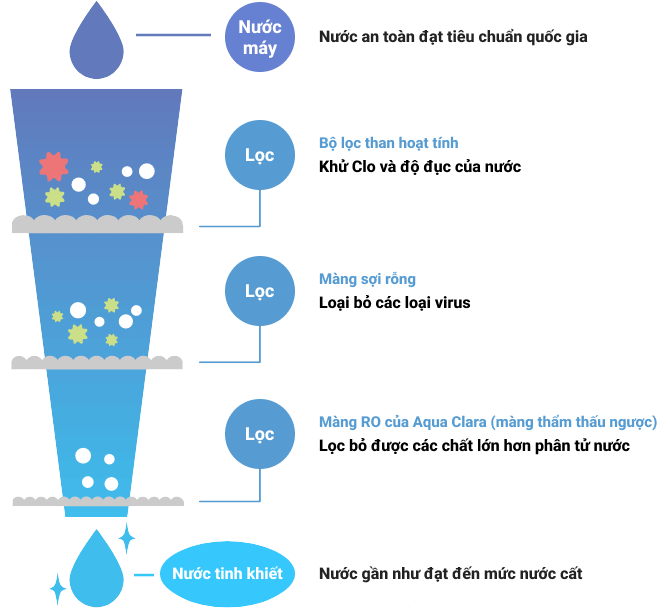 Nước
máy
Nước an toàn đạt tiêu chuẩn quốc gia
Lọc
Bộ lọc than hoạt tính
Khử Clo và độ đục của nước
Lọc
Màng sợi rỗng
Loại bỏ các loại virus
Lọc
Màng RO của Aqua Clara (màng thẩm thấu ngược)
Lọc bỏ được các chất lớn hơn phân tử nước
Nước tinh khiết
Nước gần như đạt đến mức nước cất